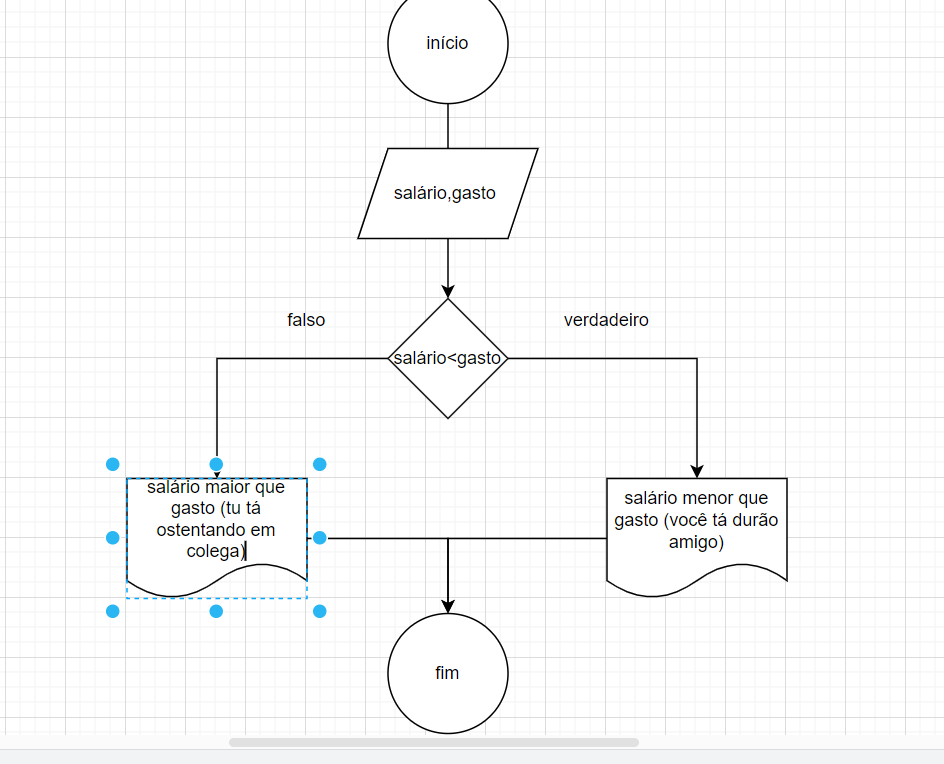 início
salário,gasto
falso
verdadeiro
salário<gasto
salário maior que
gasto (tu tá
ostentando em
colega)
salário menor que
gasto (você tá durão
amigo)
fim